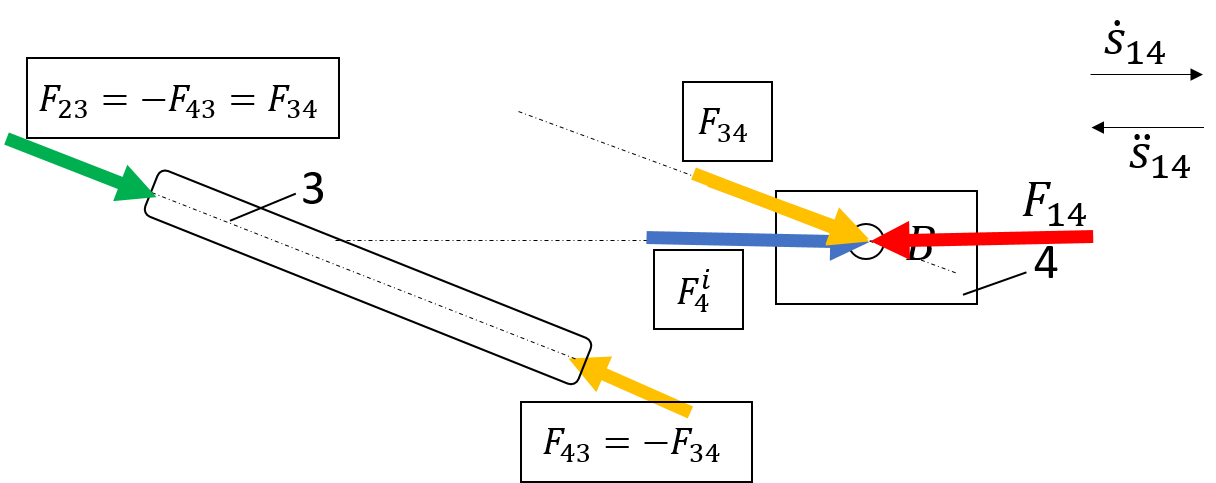 ṡ₁₄
F₂₃ = −F₄₃ = F₃₄
F₃₄
s̈₁₄
3
F₁₄
B
4
F₄ⁱ
F₄₃ = −F₃₄